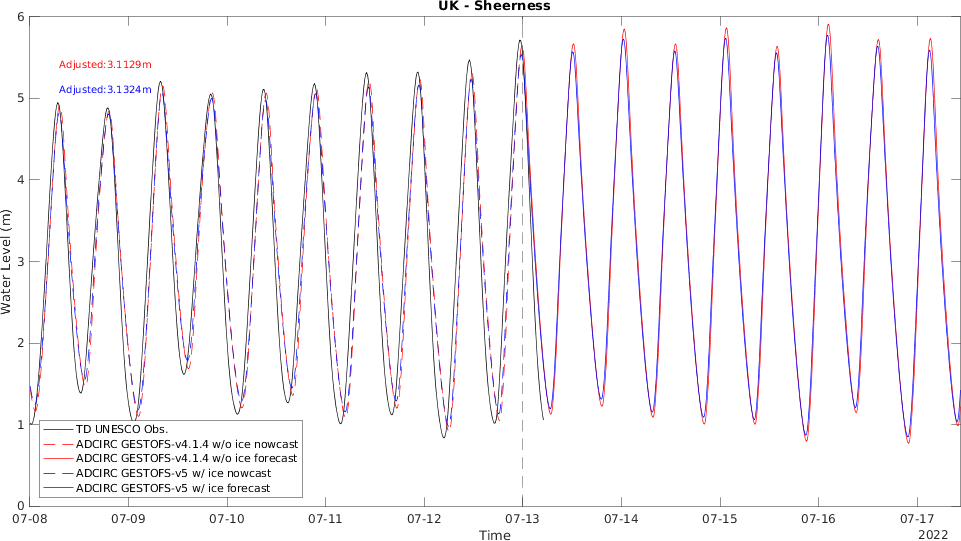 UK - Sheerness
6
5
4
3
2
1
0
Water Level (m)
Adjusted:3.1129m
Adjusted:3.1324m
TD UNESCO Obs.
ADCIRC GESTOFS-v4.1.4 w/o ice nowcast
ADCIRC GESTOFS-v4.1.4 w/o ice forecast
ADCIRC GESTOFS-v5 w/ ice nowcast
ADCIRC GESTOFS-v5 w/ ice forecast
07-08 07-09 07-10 07-11 07-12 07-13 07-14 07-15 07-16 07-17
Time
2022